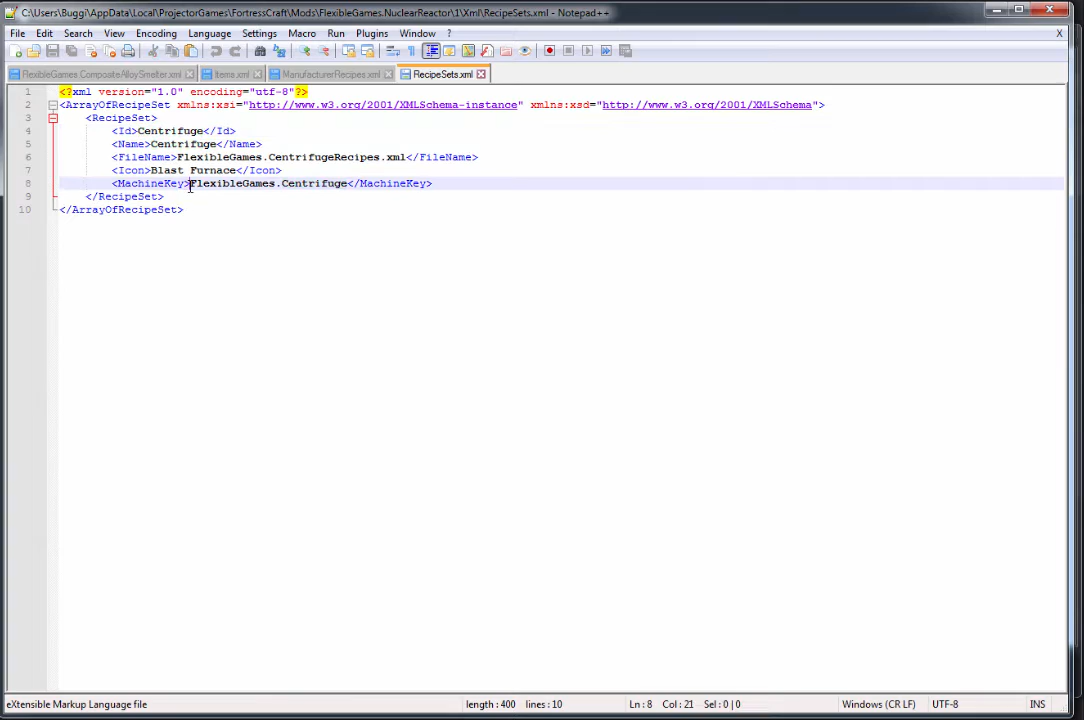 C:\Users\Buggi\AppData\Local\ProjectorGames\FortressCraft\Mods\FlexibleGames.NuclearReactor\1\Xml\RecipeSets.xml - Notepad++
File Edit Search View Encoding Language Settings Macro Run Plugins Window ? X
FlexibleGames.CompositeAlloySmelter.xml Items.xml ManufacturerRecipes.xml RecipeSets.xml
1 <?xml version="1.0" encoding="utf-8"?>
2 <ArrayOfRecipeSet xmlns:xsi="http://www.w3.org/2001/XMLSchema-instance" xmlns:xsd="http://www.w3.org/2001/XMLSchema">
3 <RecipeSet>
4 <Id>Centrifuge</Id>
5 <Name>Centrifuge</Name>
6 <FileName>FlexibleGames.CentrifugeRecipes.xml</FileName>
7 <Icon>Blast Furnace</Icon>
8 <MachineKey>FlexibleGames.Centrifuge</MachineKey>
9 </RecipeSet>
10 </ArrayOfRecipeSet>
eXtensible Markup Language file length : 400 lines : 10 Ln : 8 Col : 21 Sel : 0 | 0 Windows (CR LF) UTF-8 INS